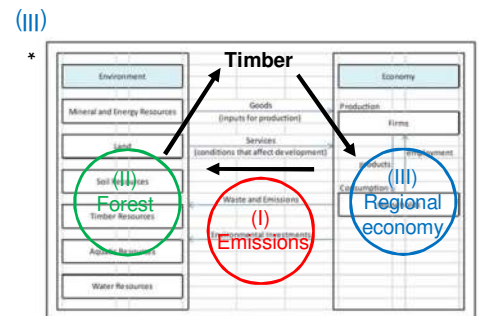 (III)
*
Timber
Environment
Economy
Mineral and Energy Resources
Goods
(inputs for production)
Production
Firms
Land
Services
(conditions that affect development)
employment
products
(II)
Forest
Soil Resources
(III)
Regional
economy
Consumption
Waste and Emissions
(I)
Emissions
Timber Resources
Environmental Investments
Aquatic Resources
Water Resources